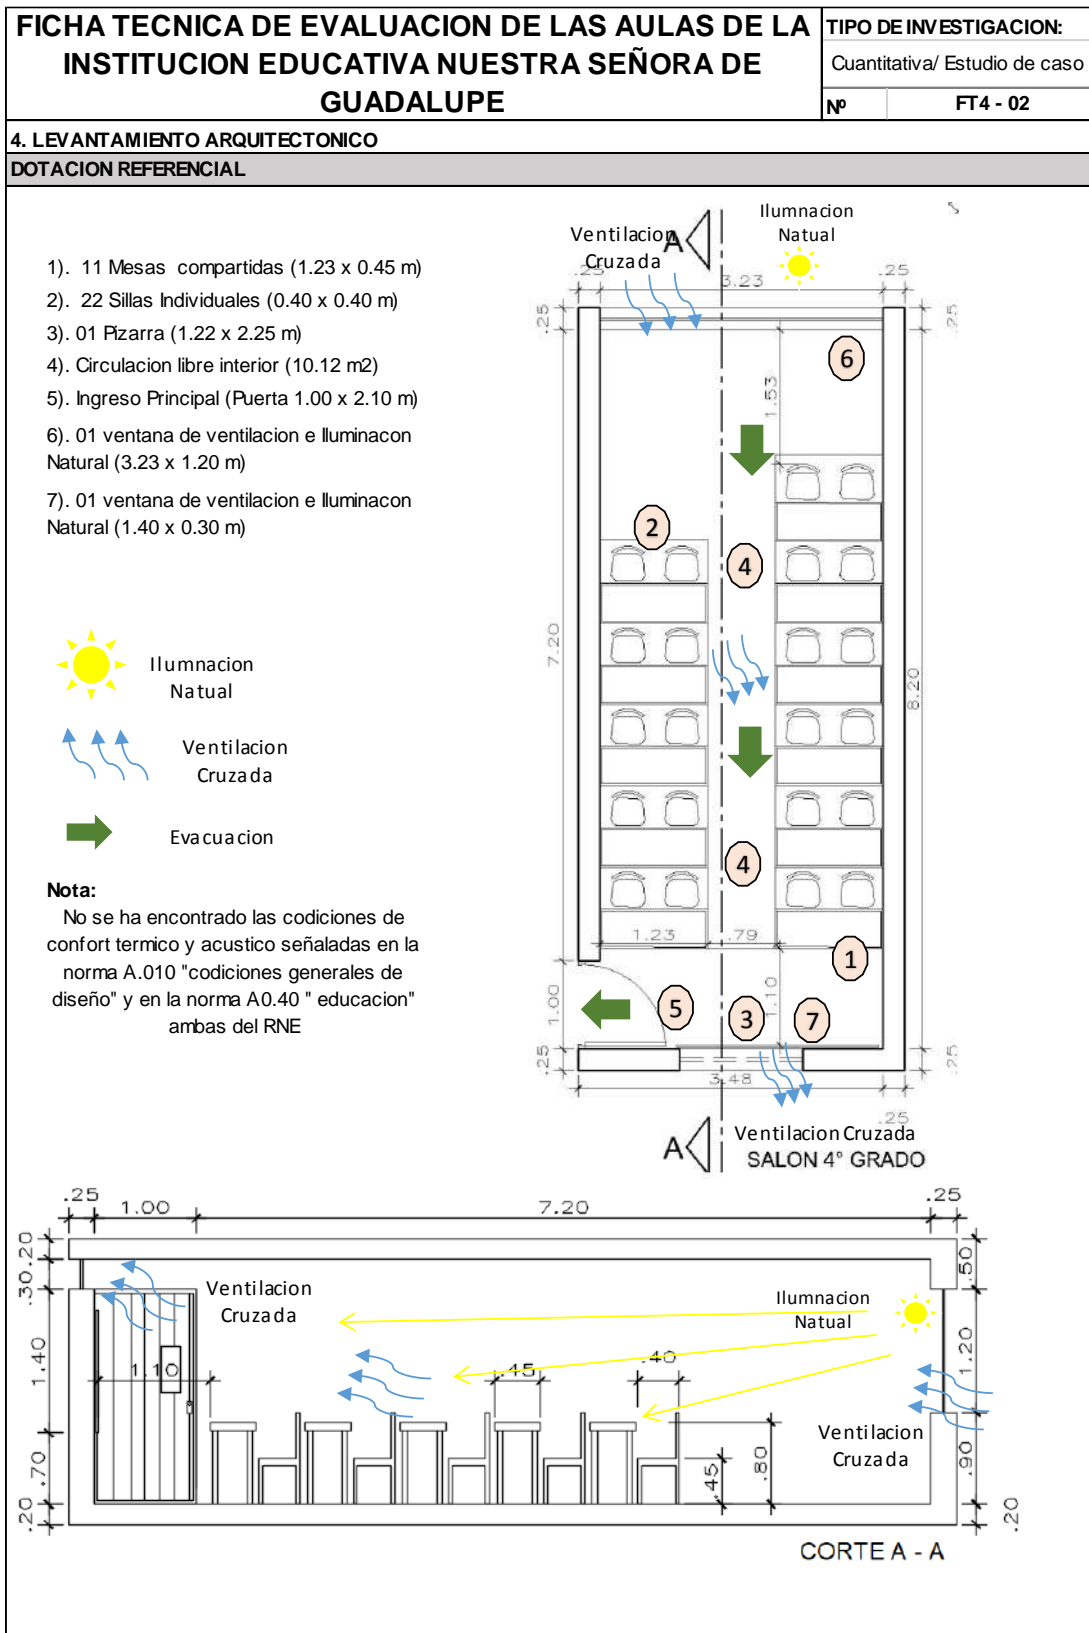 FICHA TECNICA DE EVALUACION DE LAS AULAS DE LA
INSTITUCION EDUCATIVA NUESTRA SEÑORA DE
GUADALUPE
TIPO DE INVESTIGACION:
Cuantitativa/ Estudio de caso
Nº FT4 - 02
4. LEVANTAMIENTO ARQUITECTONICO
DOTACION REFERENCIAL
1). 11 Mesas compartidas (1.23 x 0.45 m)
2). 22 Sillas Individuales (0.40 x 0.40 m)
3). 01 Pizarra (1.22 x 2.25 m)
4). Circulacion libre interior (10.12 m2)
5). Ingreso Principal (Puerta 1.00 x 2.10 m)
6). 01 ventana de ventilacion e Iluminacon
Natural (3.23 x 1.20 m)
7). 01 ventana de ventilacion e Iluminacon
Natural (1.40 x 0.30 m)
Ilumnacion
Natual
Ventilacion
Cruzada
Evacuacion
Nota:
No se ha encontrado las codiciones de
confort termico y acustico señaladas en la
norma A.010 "codiciones generales de
diseño" y en la norma A0.40 " educacion"
ambas del RNE
Ventilacion
Cruzada
A
Ilumnacion
Natual
.25
3.23
.25
.25
.25
6
1.53
2
4
7.20
8.20
4
1.23
.79
1
1.00
5
3
1.10
7
.25
.25
3.48
.25
A
Ventilacion Cruzada
SALON 4° GRADO
.25
1.00
7.20
.25
.20
.30
1.40
.70
.20
Ventilacion
Cruzada
Ilumnacion
Natual
.50
1.20
.90
.20
1.10
.45
.40
.45
.80
Ventilacion
Cruzada
CORTE A - A